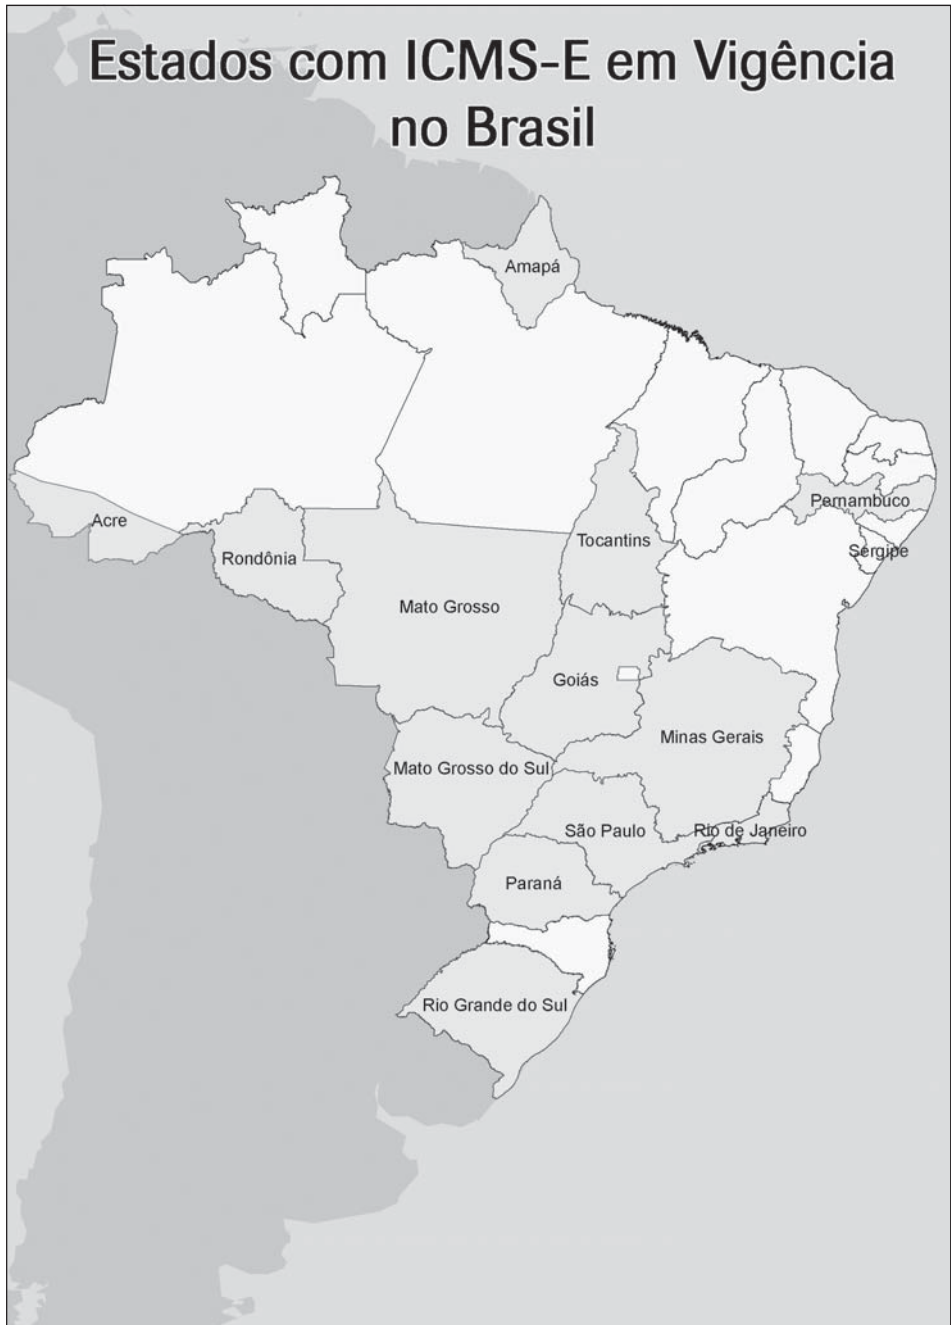 Estados com ICMS-E em Vigência
no Brasil
Amapá
Pernambuco
Acre
Tocantins
Sergipe
Rondônia
Mato Grosso
Goiás
Minas Gerais
Mato Grosso do Sul
São Paulo
Rio de Janeiro
Paraná
Rio Grande do Sul